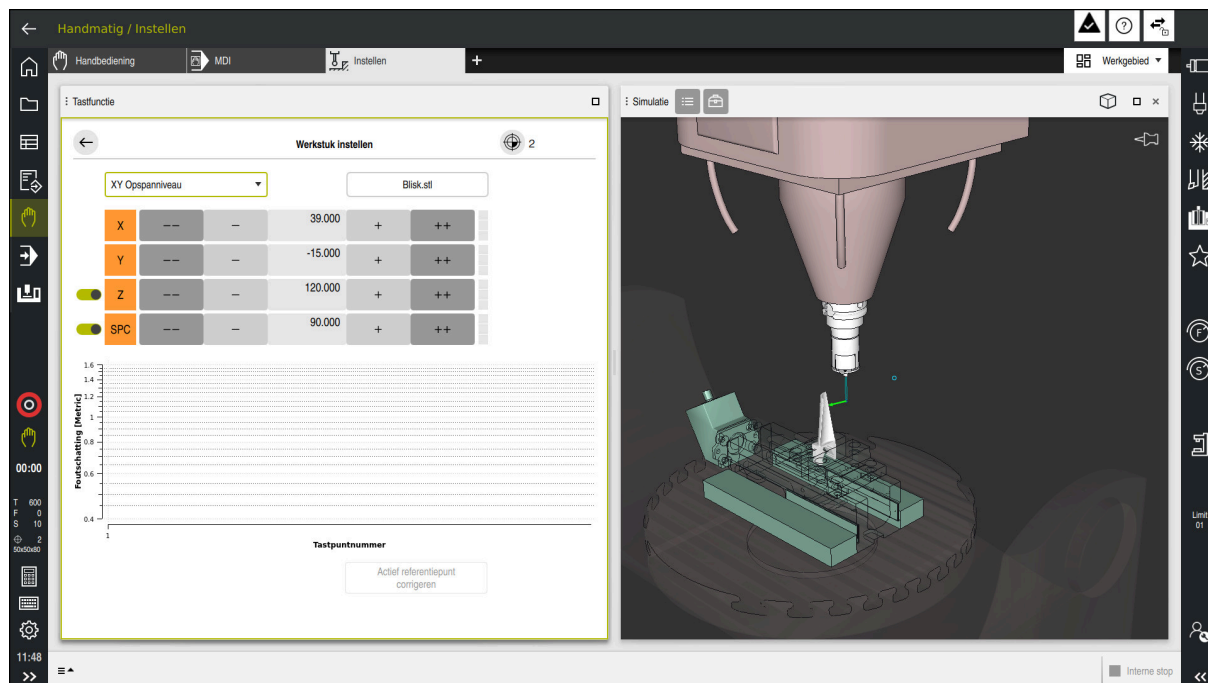 Handmatig / Instellen
Handbediening
MDI
Instellen
+
Werkgebied
Tastfunctie
Werkstuk instellen
2
XY Opspanniveau
Blisk.stl
X -- - 39.000 + ++
Y -- - -15.000 + ++
Z -- - 120.000 + ++
SPC -- - 90.000 + ++
Foutschatting [Metric]
1.6
1.4
1.2
1
0.8
0.6
0.4
1
Tastpuntnummer
Actief referentiepunt
corrigeren
Simulatie
00:00
T 600
F 0
S 10
2
50x50x80
11:48
F
S
Limit
01
Interne stop